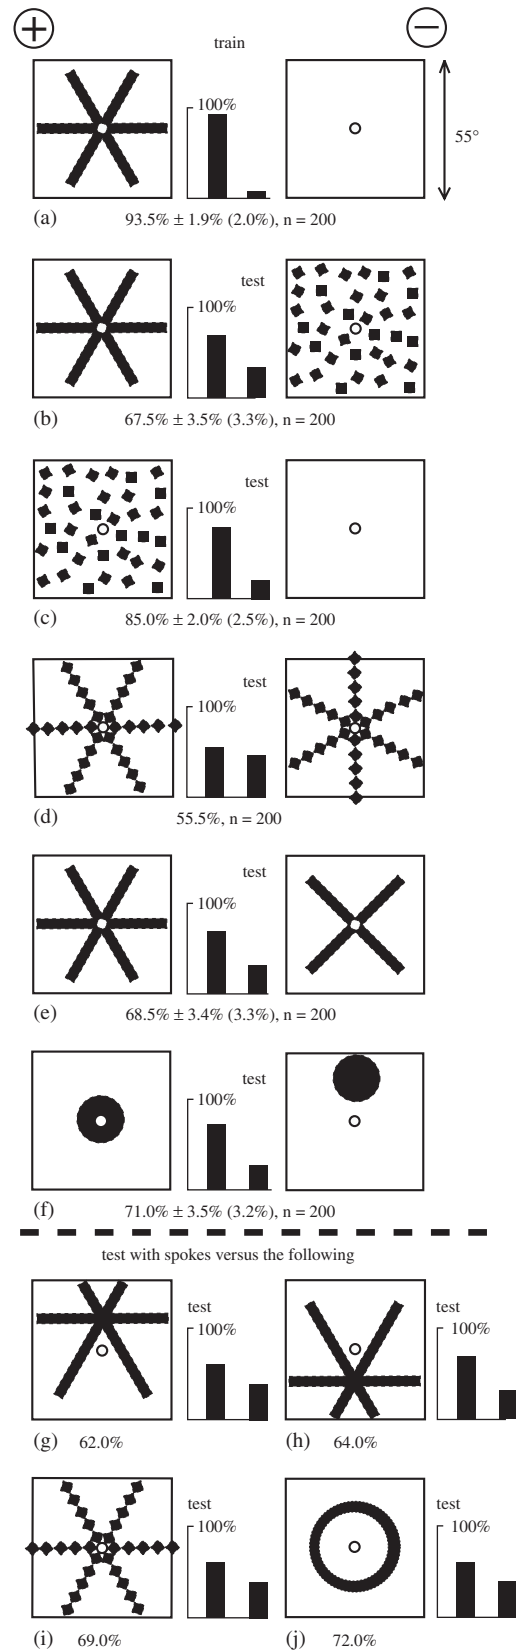 + −
train
100%
55°
(a) 93.5% ± 1.9% (2.0%), n = 200
test
100%
(b) 67.5% ± 3.5% (3.3%), n = 200
test
100%
(c) 85.0% ± 2.0% (2.5%), n = 200
test
100%
(d) 55.5%, n = 200
test
100%
(e) 68.5% ± 3.4% (3.3%), n = 200
test
100%
(f) 71.0% ± 3.5% (3.2%), n = 200
test with spokes versus the following
test test
100% 100%
(g) 62.0% (h) 64.0%
test test
100% 100%
(i) 69.0% (j) 72.0%